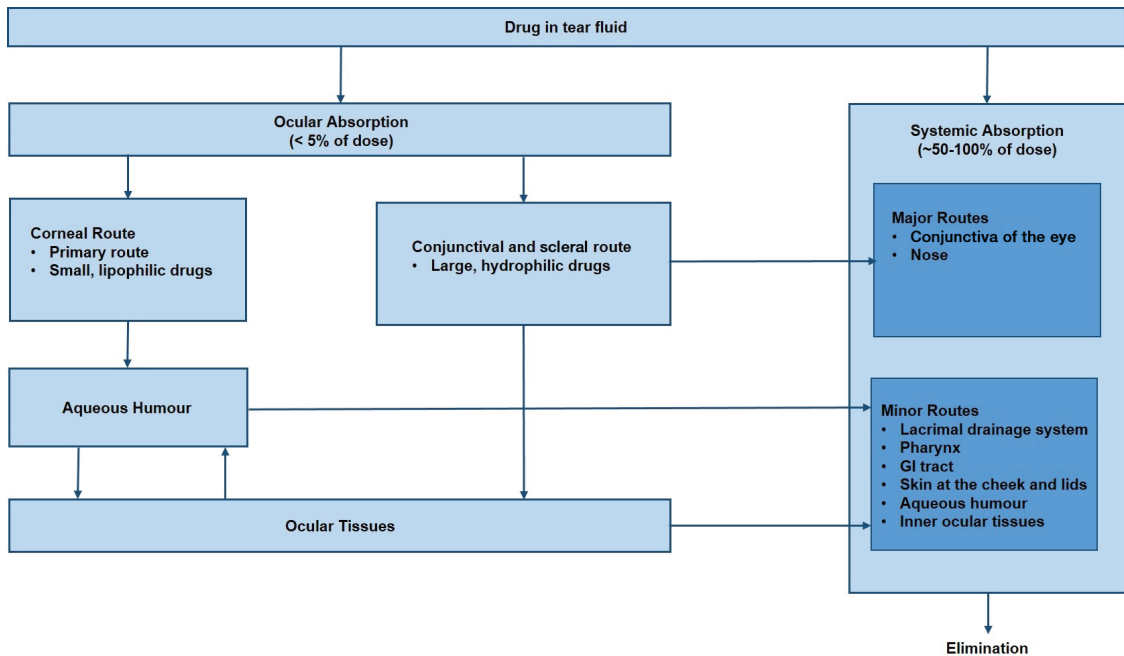 Drug in tear fluid
Ocular Absorption
(< 5% of dose)
Systemic Absorption
(~50-100% of dose)
Corneal Route
• Primary route
• Small, lipophilic drugs
Conjunctival and scleral route
• Large, hydrophilic drugs
Major Routes
• Conjunctiva of the eye
• Nose
Aqueous Humour
Minor Routes
• Lacrimal drainage system
• Pharynx
• GI tract
• Skin at the cheek and lids
• Aqueous humour
• Inner ocular tissues
Ocular Tissues
Elimination